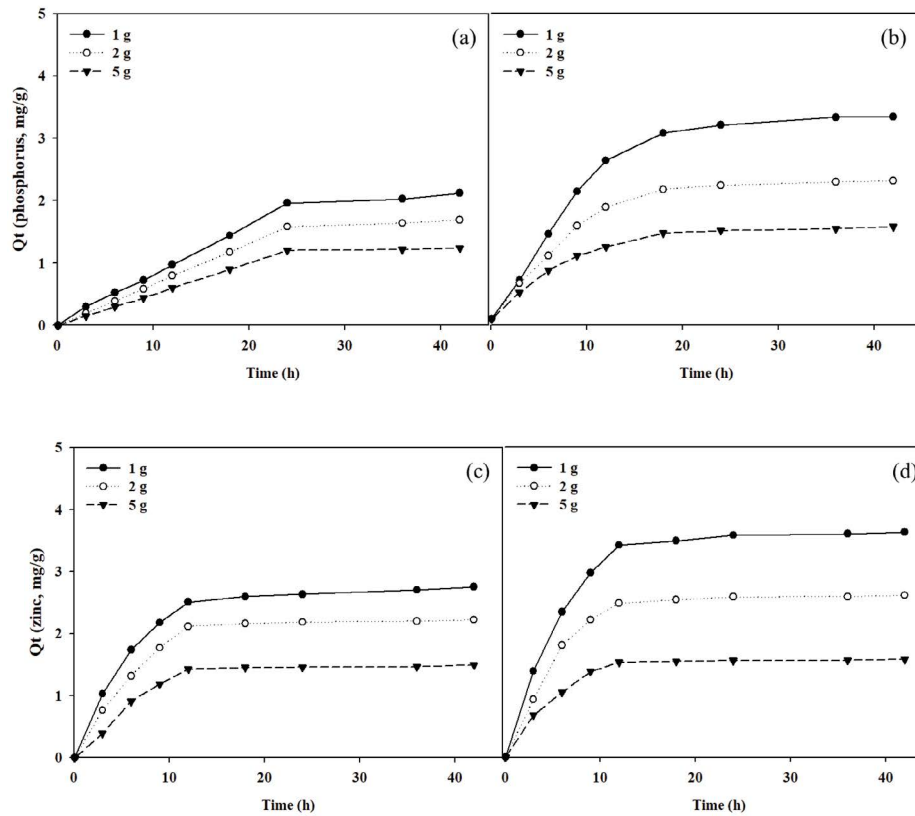 5
4
3
2
1
0
Qt (phosphorus, mg/g)
1 g
2 g
5 g
(a)
0 10 20 30 40
Time (h)
1 g
2 g
5 g
(b)
0 10 20 30 40
Time (h)
5
4
3
2
1
0
Qt (zinc, mg/g)
1 g
2 g
5 g
(c)
0 10 20 30 40
Time (h)
1 g
2 g
5 g
(d)
0 10 20 30 40
Time (h)